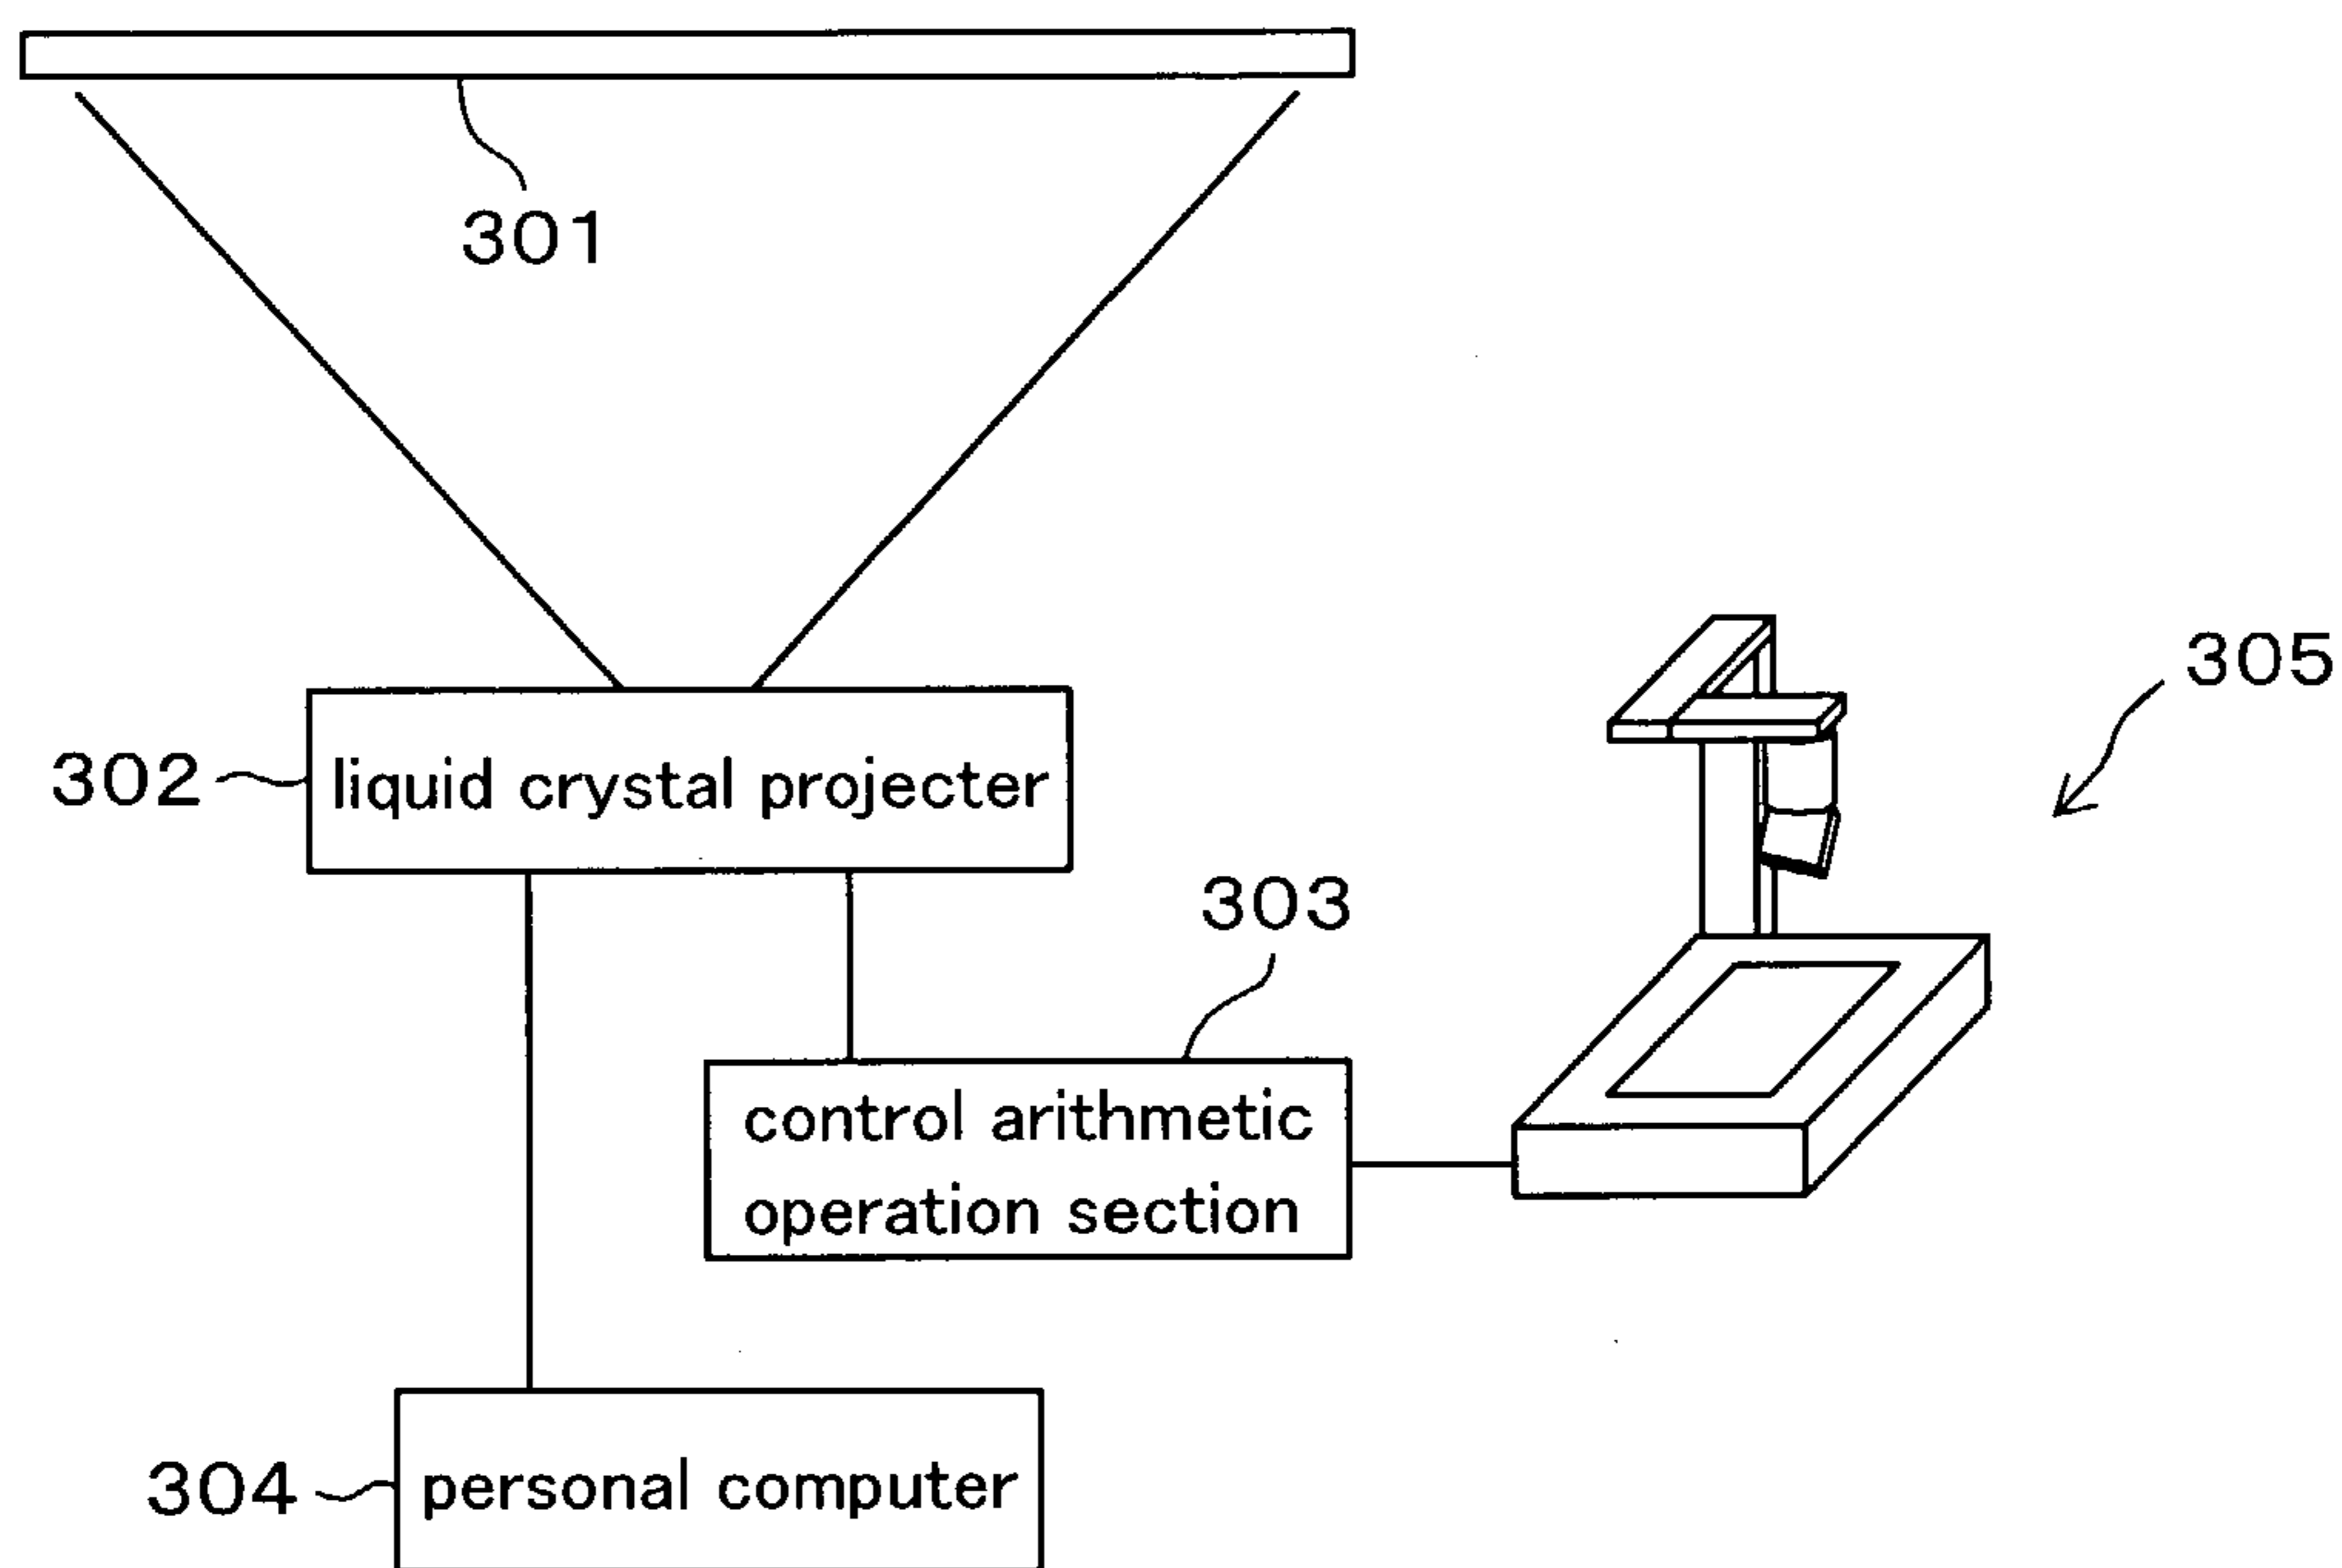 301
305
302
liquid crystal projecter
303
control arithmetic
operation section
304
personal computer